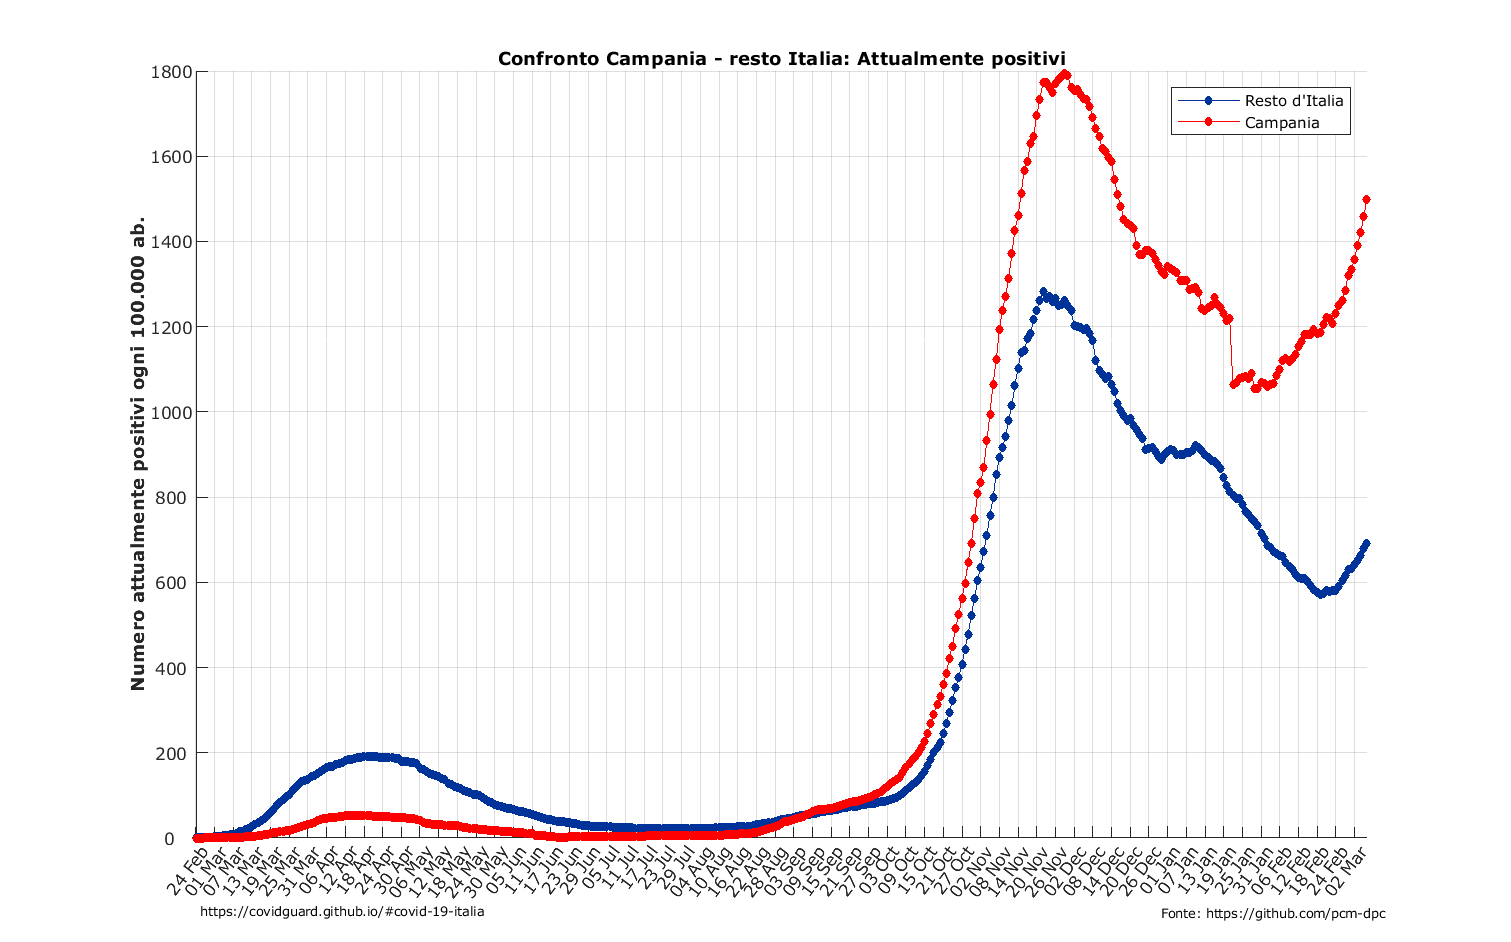 Confronto Campania - resto Italia: Attualmente positivi
Resto d'Italia
Campania
Numero attualmente positivi ogni 100.000 ab.
1800
1600
1400
1200
1000
800
600
400
200
0
24 Feb
01 Mar
07 Mar
13 Mar
19 Mar
25 Mar
31 Mar
06 Apr
12 Apr
18 Apr
24 Apr
30 Apr
06 May
12 May
18 May
24 May
30 May
05 Jun
11 Jun
17 Jun
23 Jun
29 Jun
05 Jul
11 Jul
17 Jul
23 Jul
29 Jul
04 Aug
10 Aug
16 Aug
22 Aug
28 Aug
03 Sep
09 Sep
15 Sep
21 Sep
27 Sep
03 Oct
09 Oct
15 Oct
21 Oct
27 Oct
02 Nov
08 Nov
14 Nov
20 Nov
26 Nov
02 Dec
08 Dec
14 Dec
20 Dec
26 Dec
01 Jan
07 Jan
13 Jan
19 Jan
25 Jan
31 Jan
06 Feb
12 Feb
18 Feb
24 Feb
02 Mar
https://covidguard.github.io/#covid-19-italia
Fonte: https://github.com/pcm-dpc